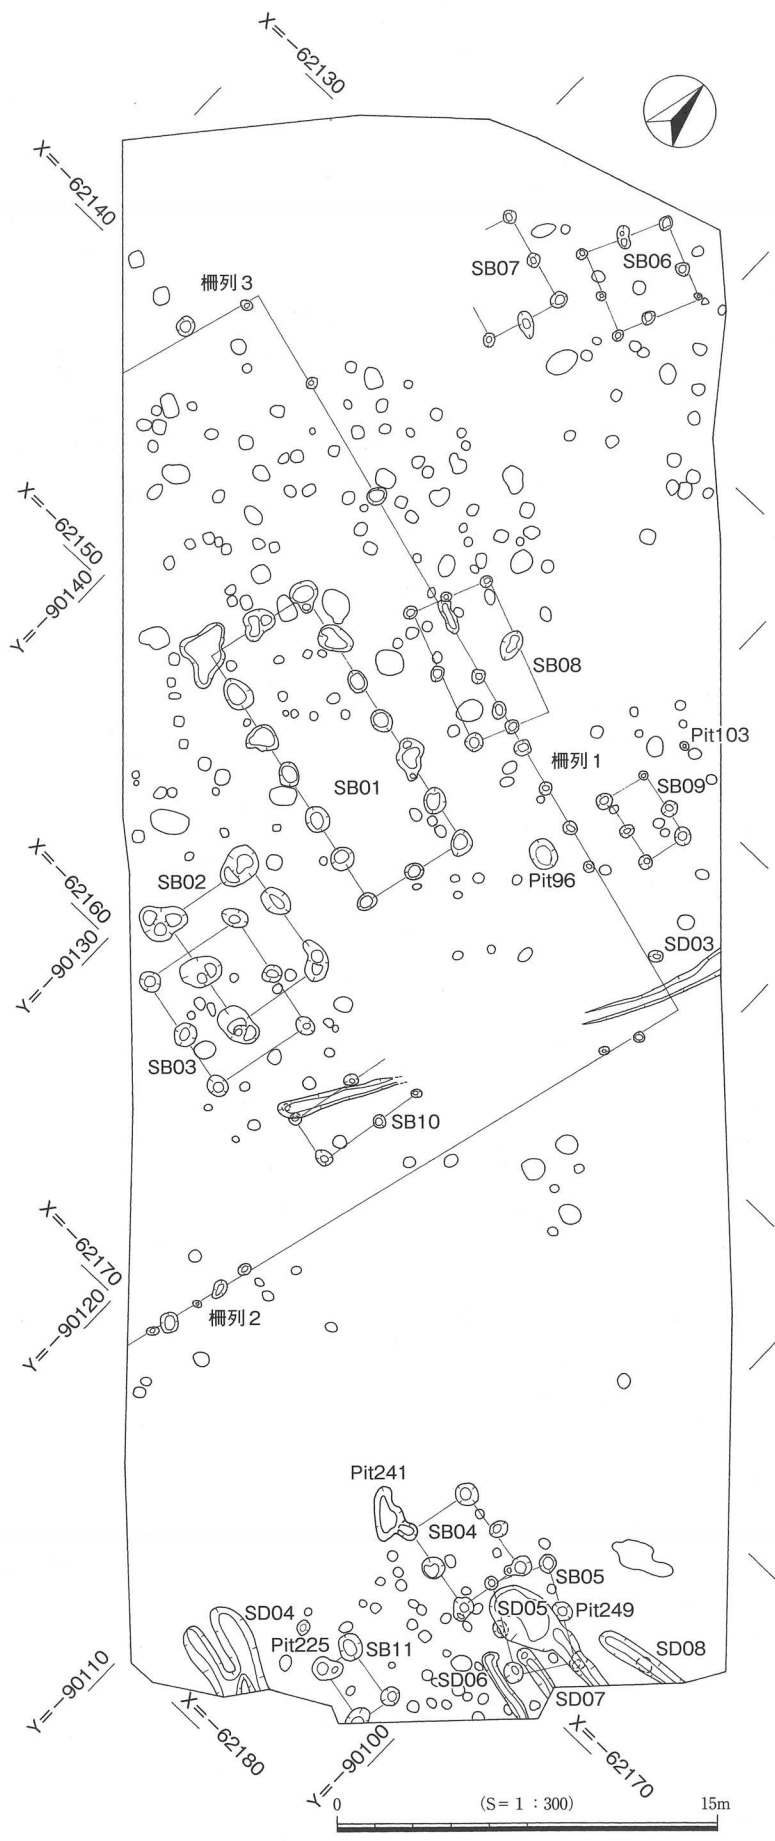 X=-62130
X=-62140
SB07
SB06
柵列3
X=-62150
Y=-90140
SB08
Pit103
柵列1
SB09
SB01
Pit96
X=-62160
SB02
Y=-90130
SD03
SB03
SB10
X=-62170
柵列2
Y=-90120
Pit241
SB04
SB05
SD04
SD05
Pit249
Pit225
SB11
SD08
SD06
SD07
Y=-90110
X=-62180
Y=-90100
X=-62170
0 (S=1:300) 15m